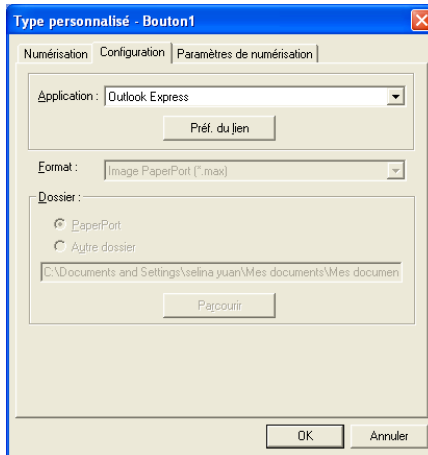 Type personnalisé - Bouton1
Numérisation Configuration Paramètres de numérisation
Application : Outlook Express
Préf. du lien
Format : Image PaperPort (*.max)
Dossier :
PaperPort
Autre dossier
C:\Documents and Settings\selina yuan\Mes documents\Mes documen
Parcourir
OK Annuler